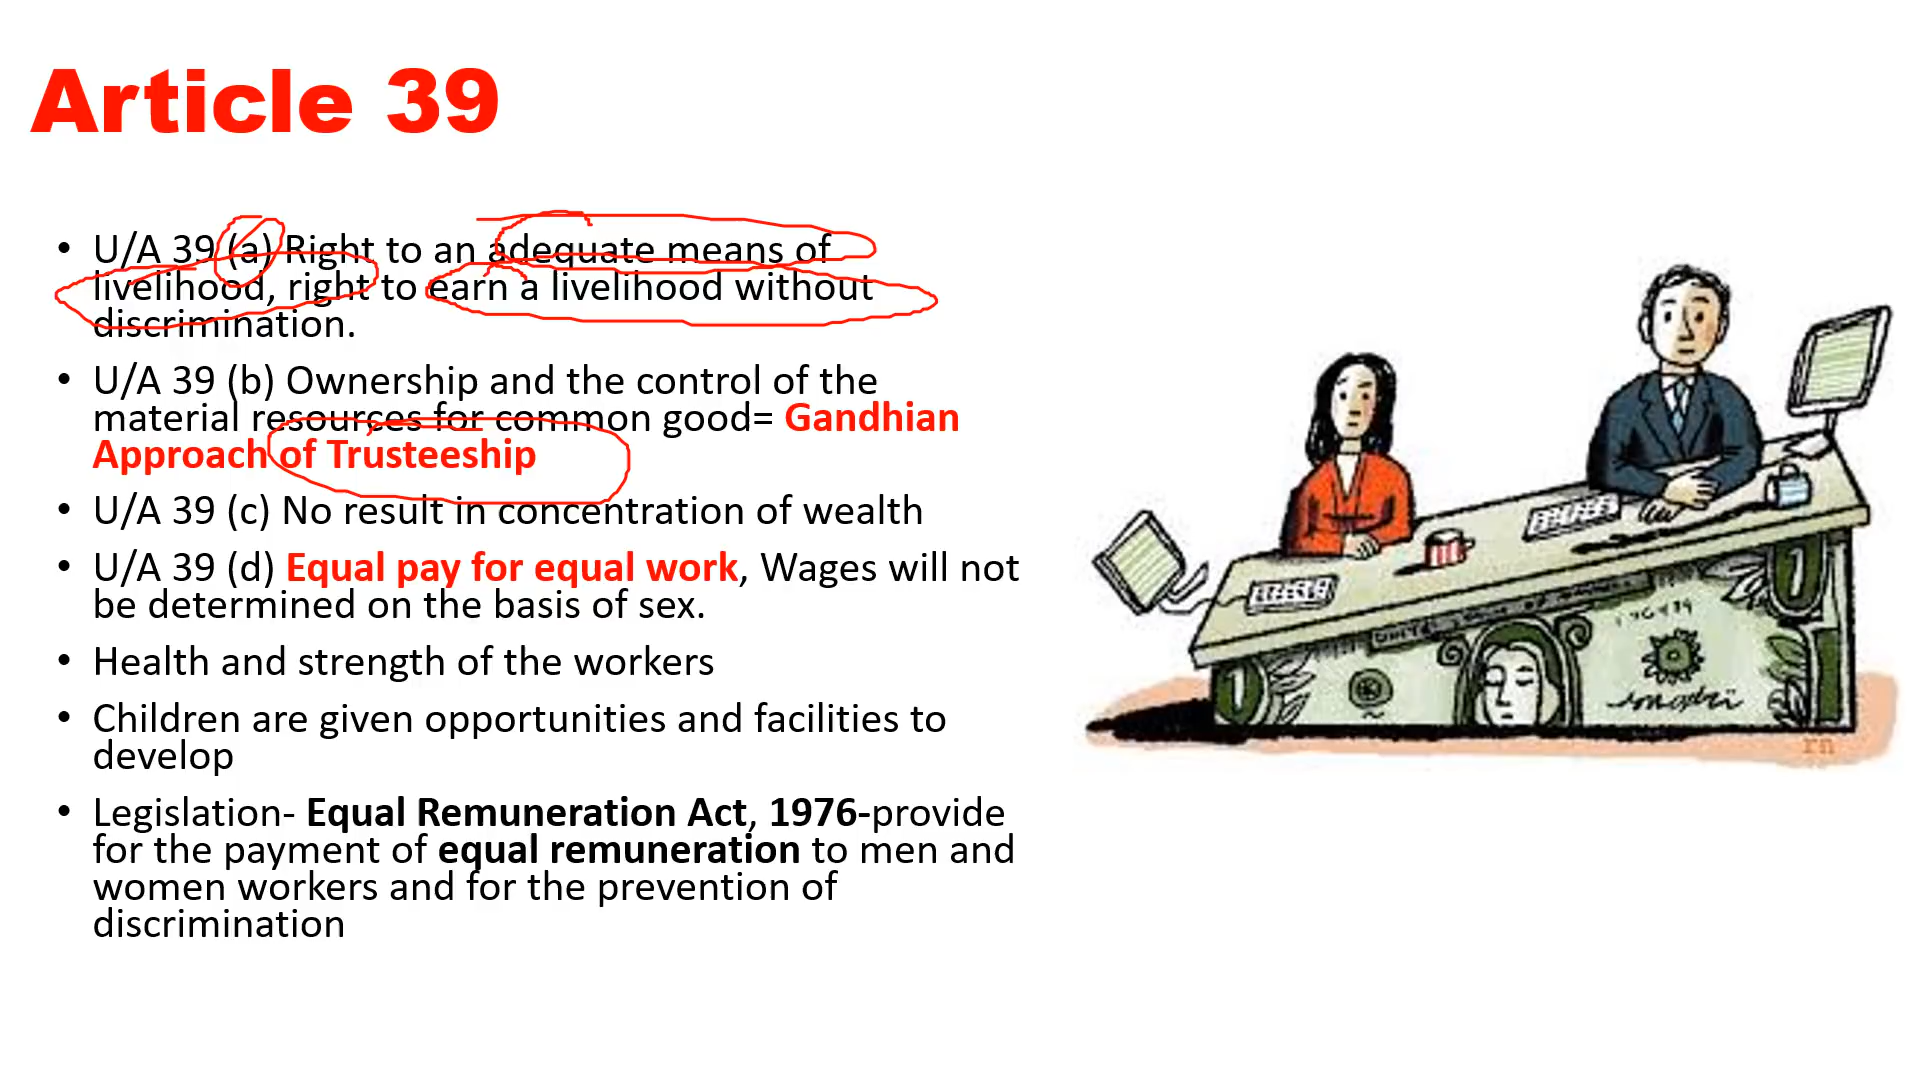 Article 39
• U/A 39 (a) Right to an adequate means of
livelihood, right to earn a livelihood without
discrimination.
• U/A 39 (b) Ownership and the control of the
material resources for common good= Gandhian
Approach of Trusteeship
• U/A 39 (c) No result in concentration of wealth
• U/A 39 (d) Equal pay for equal work, Wages will not
be determined on the basis of sex.
• Health and strength of the workers
• Children are given opportunities and facilities to
develop
• Legislation- Equal Remuneration Act, 1976-provide
for the payment of equal remuneration to men and
women workers and for the prevention of
discrimination
rn